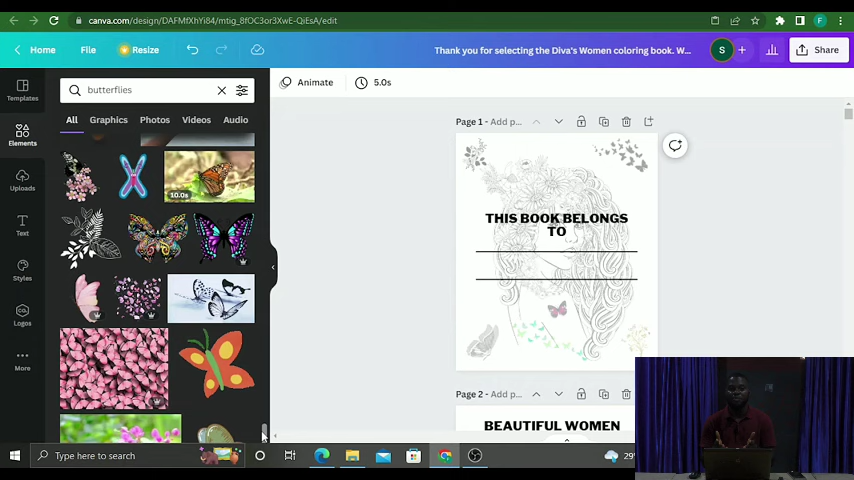 canva.com/design/DAFMfXhYi84/mtig_8fOC3or3XwE-QiEsA/edit
Home
File
Resize
Thank you for selecting the Diva's Women coloring book. W...
S
Share
Templates
Elements
Uploads
Text
Styles
Logos
More
butterflies
All
Graphics
Photos
Videos
Audio
10.0s
Animate
5.0s
Page 1 - Add p...
THIS BOOK BELONGS
TO
Page 2 - Add p...
BEAUTIFUL WOMEN
Type here to search
29°